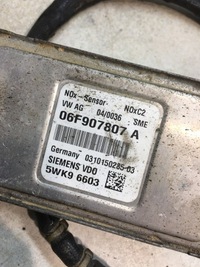 NOx-Sensor NOxC2
VW AG 04/0036 SME
06F907807 A
Germany 0310150285-03
SIEMENS VDO
5WK9 6603